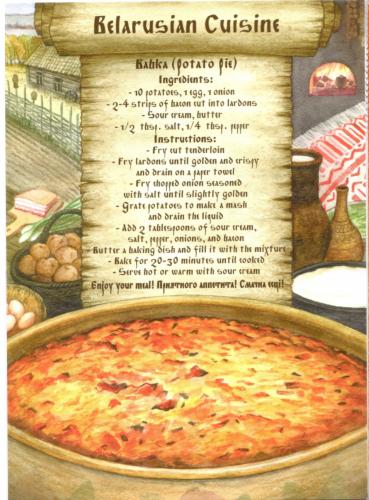 Belarusian Cuisine
Babka (Potato Pie)
Ingredients:
- 10 potatoes, 1 egg, 1 onion
- 2-4 strips of bacon cut into lardons
- Sour cream, butter
- 1/2 tbsp. salt, 1/4 tbsp. pepper
Instructions:
- Fry cut tenderloin
- Fry lardons until golden and crispy
and drain on a paper towel
- Fry chopped onion seasoned
with salt until slightly golden
- Grate potatoes to make a mash
and drain the liquid
- Add 2 tablespoons of sour cream,
salt, pepper, onions, and bacon
- Butter a baking dish and fill it with the mixture
- Bake for 20-30 minutes until cooked
- Serve hot or warm with sour cream
Enjoy your meal! Приятного аппетита! Смачна есці!